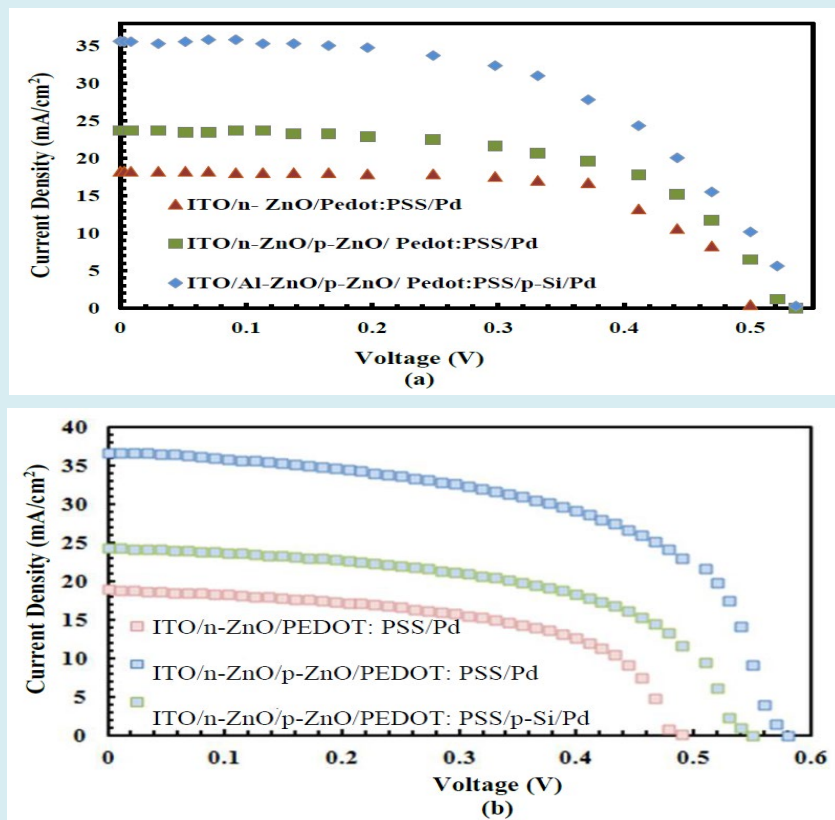 Current Density (mA/cm²)
35
30
25
20
15
10
5
0
ITO/n- ZnO/Pedot:PSS/Pd
ITO/n-ZnO/p-ZnO/ Pedot:PSS/Pd
ITO/Al-ZnO/p-ZnO/ Pedot:PSS/p-Si/Pd
0 0.1 0.2 0.3 0.4 0.5
Voltage (V)
(a)
Current Density (mA/cm²)
40
35
30
25
20
15
10
5
0
ITO/n-ZnO/PEDOT: PSS/Pd
ITO/n-ZnO/p-ZnO/PEDOT: PSS/Pd
ITO/n-ZnO/p-ZnO/PEDOT: PSS/p-Si/Pd
0 0.1 0.2 0.3 0.4 0.5 0.6
Voltage (V)
(b)